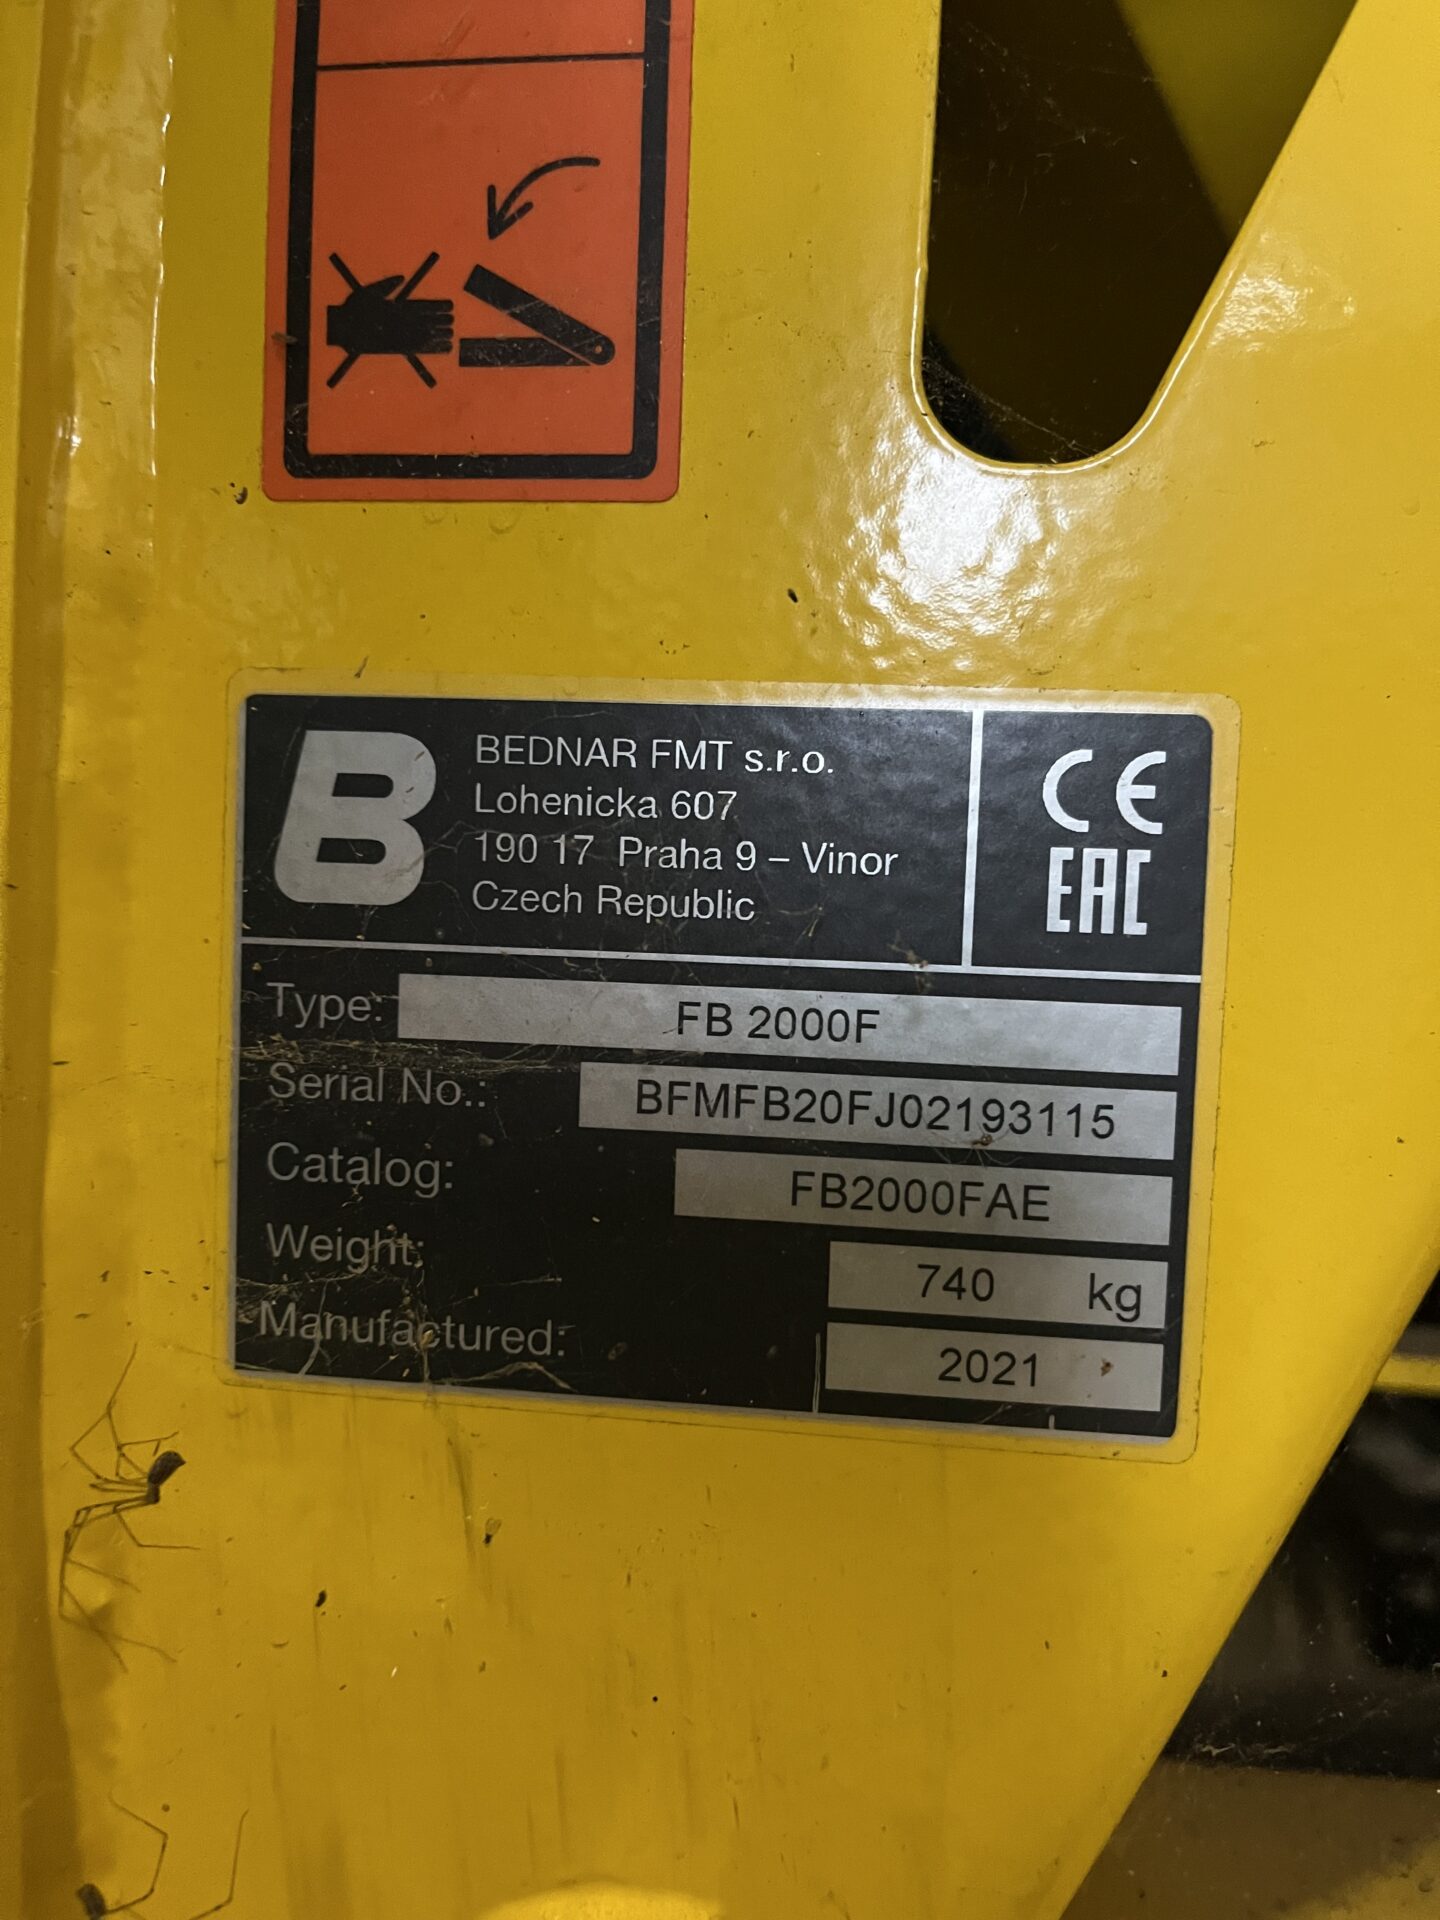 B
BEDNAR FMT s.r.o.
Lohenicka 607
190 17 Praha 9 – Vinor
Czech Republic
CE
EAC
Type: FB 2000F
Serial No.: BFMFB20FJ02193115
Catalog: FB2000FAE
Weight: 740 kg
Manufactured: 2021